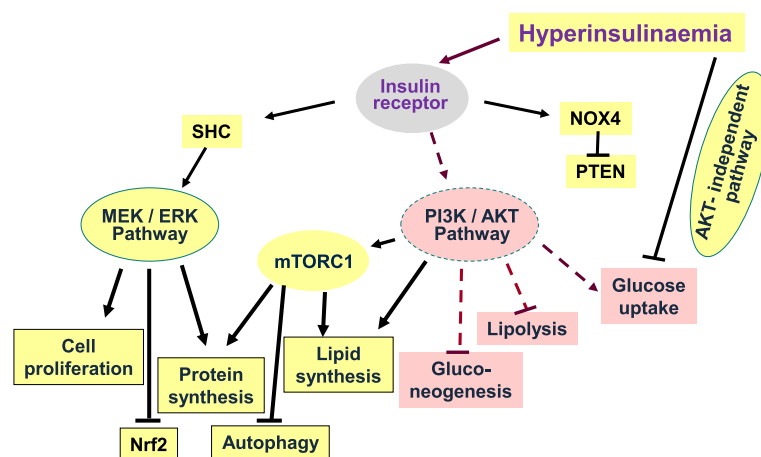 Hyperinsulinaemia
Insulin
receptor
SHC
NOX4
PTEN
AKT- independent
pathway
MEK / ERK
Pathway
PI3K / AKT
Pathway
mTORC1
Glucose
uptake
Lipolysis
Cell
proliferation
Protein
synthesis
Lipid
synthesis
Gluco-
neogenesis
Nrf2
Autophagy